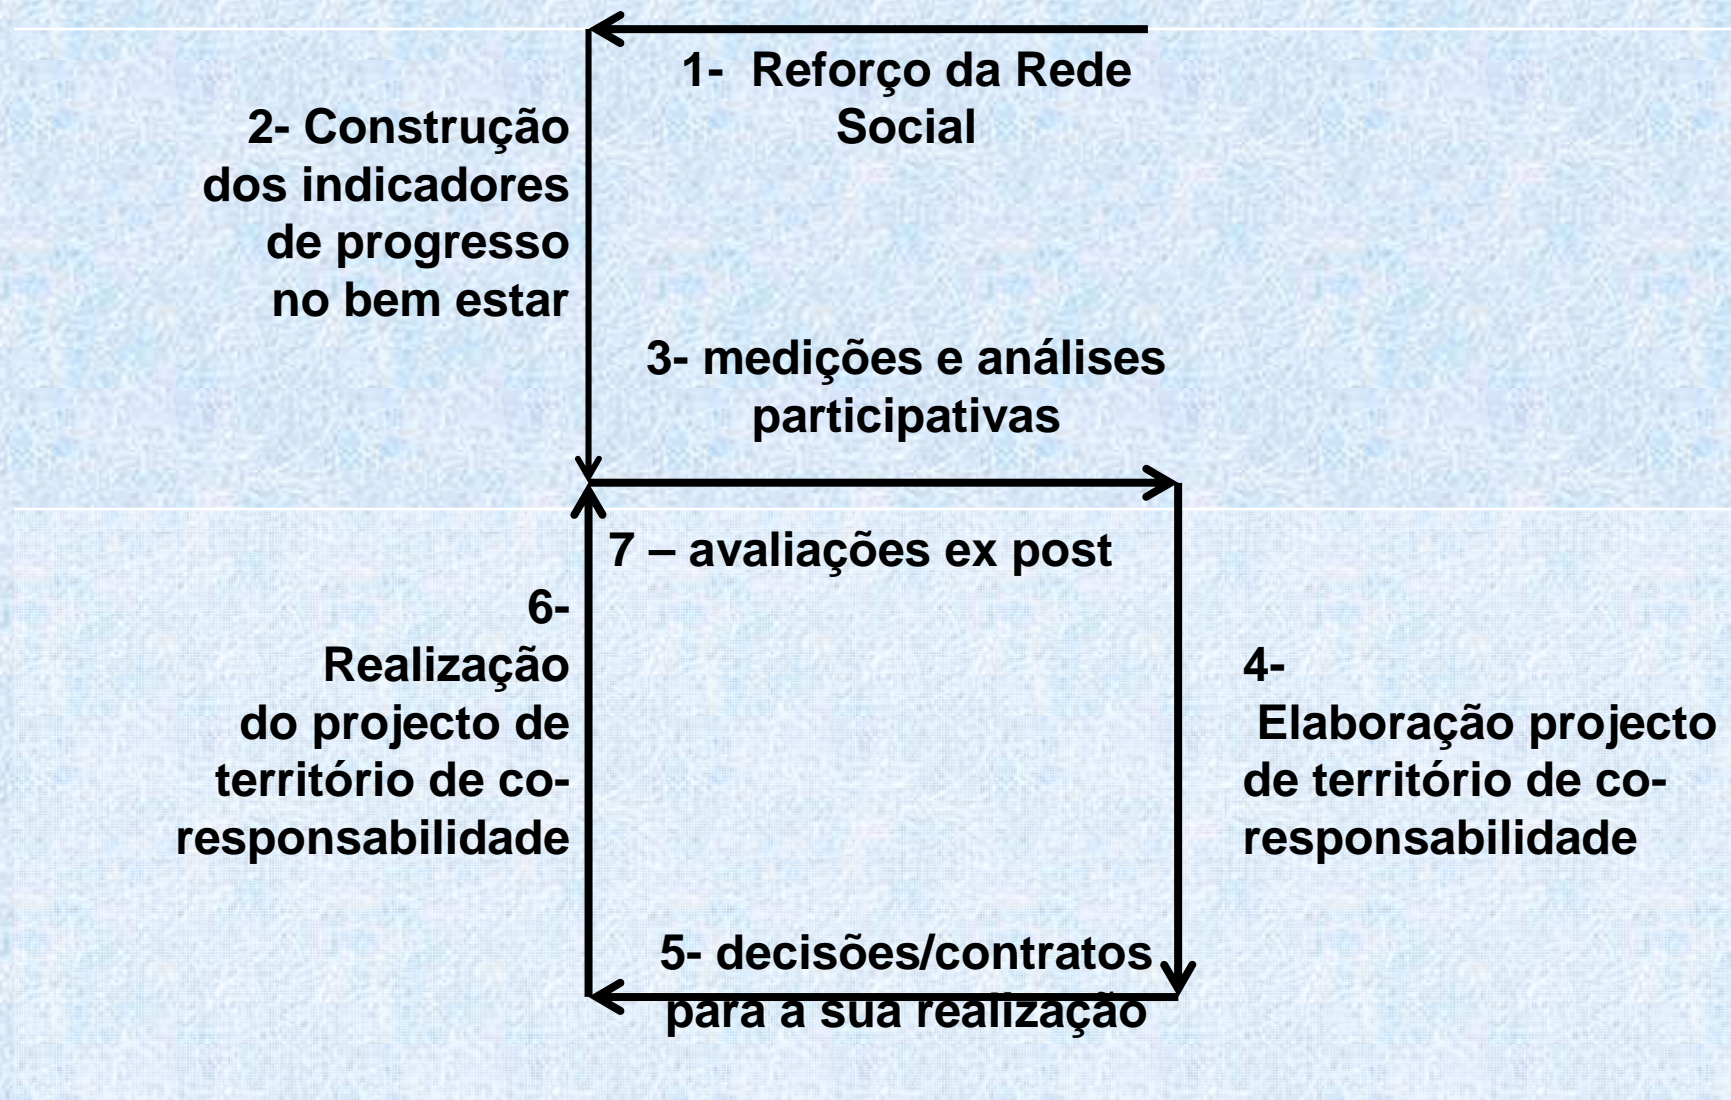 1- Reforço da Rede
Social
2- Construção
dos indicadores
de progresso
no bem estar
3- medições e análises
participativas
7 – avaliações ex post
6-
Realização
do projecto de
território de co-
responsabilidade
4-
Elaboração projecto
de território de co-
responsabilidade
5- decisões/contratos
para a sua realização